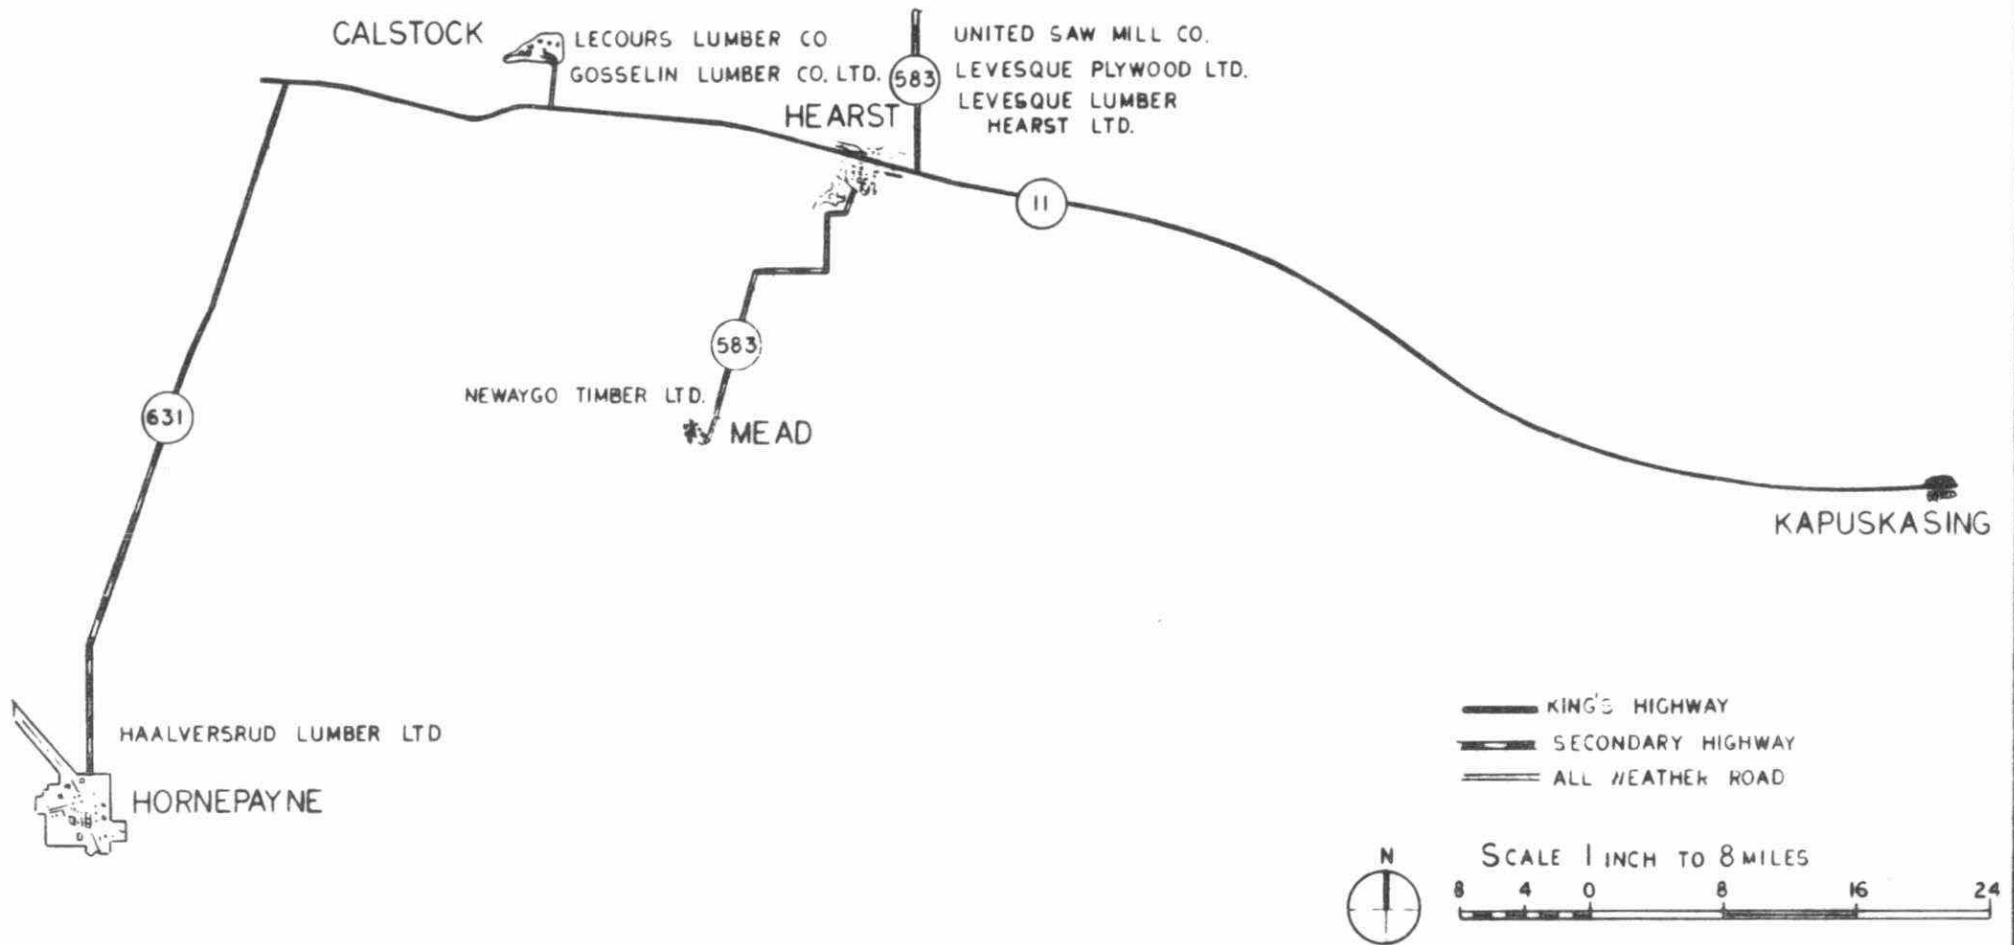 CALSTOCK
LECOURS LUMBER CO
GOSSELIN LUMBER CO. LTD.
583
UNITED SAW MILL CO.
LEVESQUE PLYWOOD LTD.
LEVESQUE LUMBER
HEARST LTD.
HEARST
11
583
NEWAYGO TIMBER LTD.
MEAD
631
KAPUSKASING
HAALVERSRUD LUMBER LTD
HORNEPAYNE
KING'S HIGHWAY
SECONDARY HIGHWAY
ALL WEATHER ROAD
N
SCALE 1 INCH TO 8 MILES
8 4 0 8 16 24